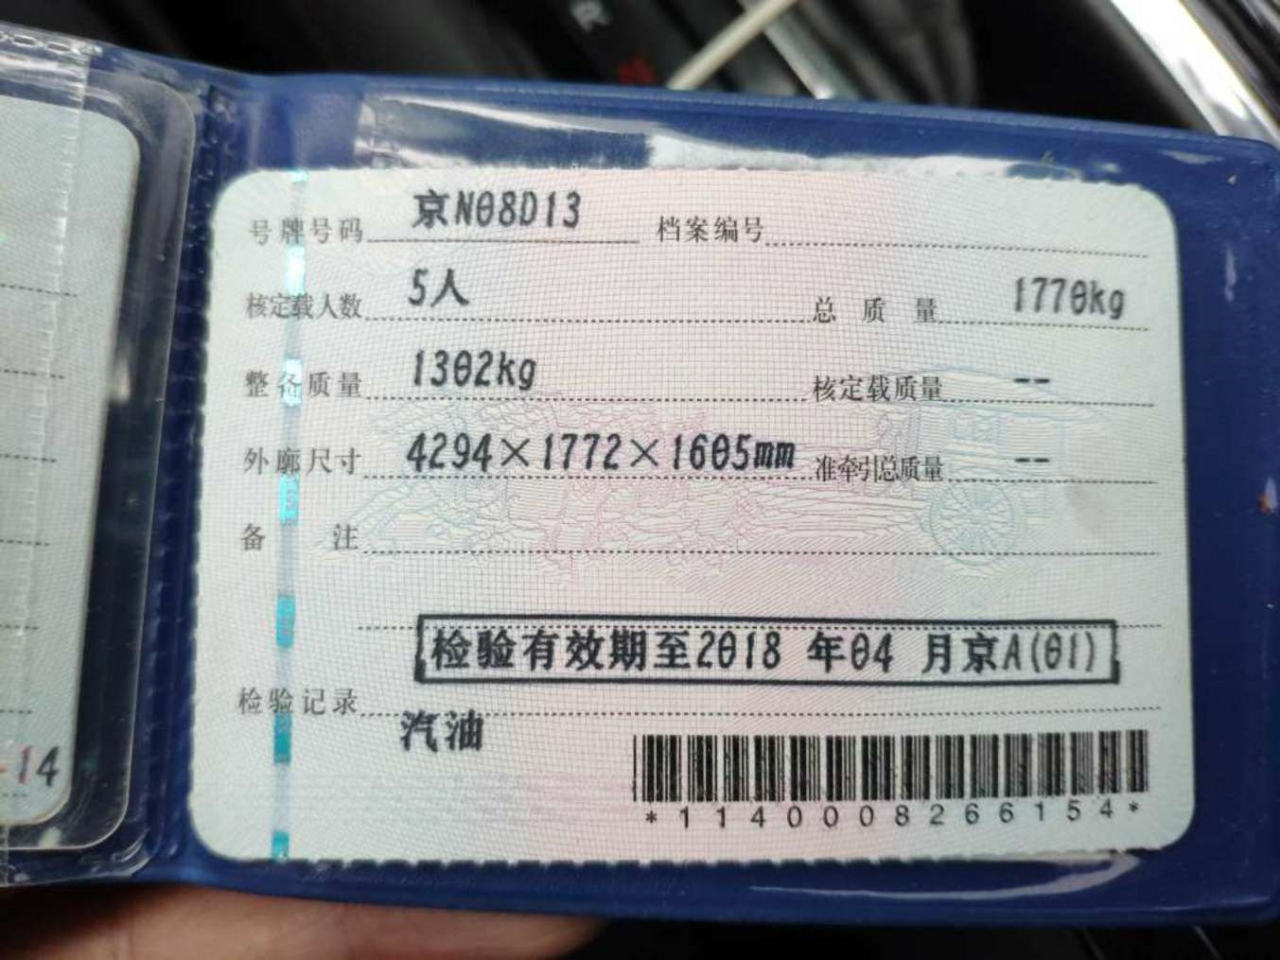 号牌号码 京N08D13 档案编号
核定载人数 5人 总质量 1770kg
整备质量 1302kg 核定载质量 --
外廓尺寸 4294×1772×1605mm 准牵引总质量 --
备注
检验有效期至2018 年04 月京A(01)
检验记录
汽油
*1140008266154*
-14
R